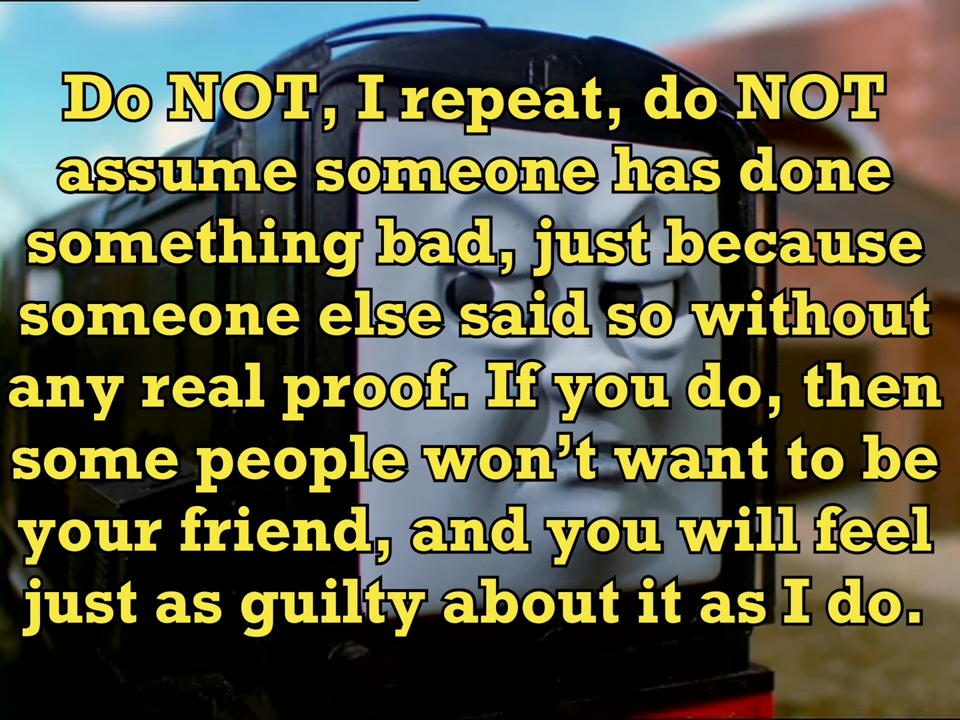 Do NOT, I repeat, do NOT
assume someone has done
something bad, just because
someone else said so without
any real proof. If you do, then
some people won’t want to be
your friend, and you will feel
just as guilty about it as I do.